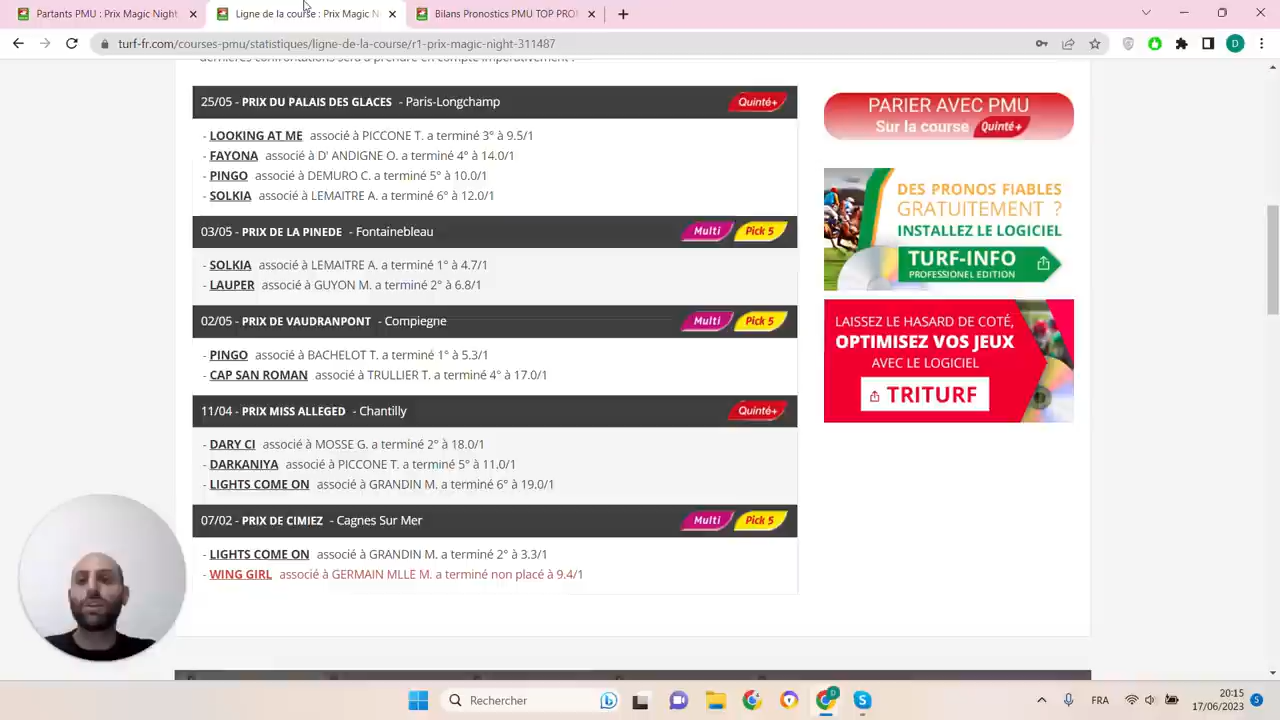 Partants PMU : Prix Magic Night
Ligne de la course : Prix Magic N
Bilans Pronostics PMU TOP PRO
turf-fr.com/courses-pmu/statistiques/ligne-de-la-course/r1-prix-magic-night-311487
D
dernières confrontations sera à prendre en compte impérativement !
25/05 - PRIX DU PALAIS DES GLACES - Paris-Longchamp Quinté+
- LOOKING AT ME associé à PICCONE T. a terminé 3° à 9.5/1
- FAYONA associé à D' ANDIGNE O. a terminé 4° à 14.0/1
- PINGO associé à DEMURO C. a terminé 5° à 10.0/1
- SOLKIA associé à LEMAITRE A. a terminé 6° à 12.0/1
03/05 - PRIX DE LA PINEDE - Fontainebleau Multi Pick 5
- SOLKIA associé à LEMAITRE A. a terminé 1° à 4.7/1
- LAUPER associé à GUYON M. a terminé 2° à 6.8/1
02/05 - PRIX DE VAUDRANPONT - Compiegne Multi Pick 5
- PINGO associé à BACHELOT T. a terminé 1° à 5.3/1
- CAP SAN ROMAN associé à TRULLIER T. a terminé 4° à 17.0/1
11/04 - PRIX MISS ALLEGED - Chantilly Quinté+
- DARY CI associé à MOSSE G. a terminé 2° à 18.0/1
- DARKANIYA associé à PICCONE T. a terminé 5° à 11.0/1
- LIGHTS COME ON associé à GRANDIN M. a terminé 6° à 19.0/1
07/02 - PRIX DE CIMIEZ - Cagnes Sur Mer Multi Pick 5
- LIGHTS COME ON associé à GRANDIN M. a terminé 2° à 3.3/1
- WING GIRL associé à GERMAIN MLLE M. a terminé non placé à 9.4/1
PARIER AVEC PMU
Sur la course Quinté+
DES PRONOS FIABLES
GRATUITEMENT ?
INSTALLEZ LE LOGICIEL
TURF-INFO
PROFESSIONEL EDITION
LAISSEZ LE HASARD DE COTÉ,
OPTIMISEZ VOS JEUX
AVEC LE LOGICIEL
TRITURF
Rechercher
D
FRA
20:15
17/06/2023
5